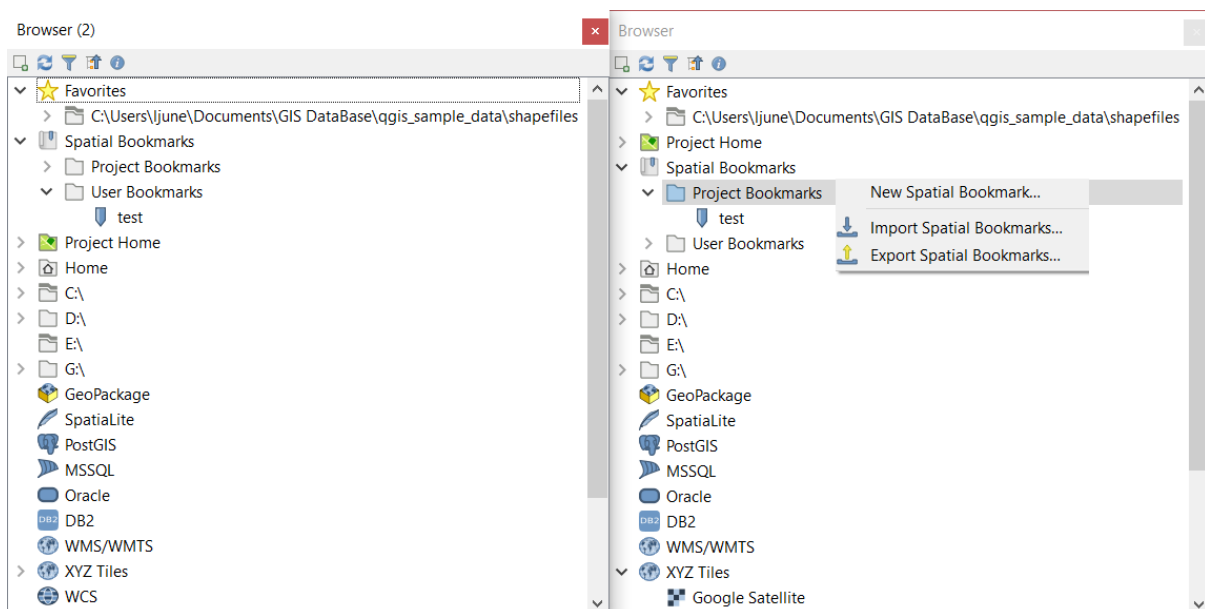 Browser (2)
Favorites
C:\Users\ljune\Documents\GIS DataBase\qgis_sample_data\shapefiles
Spatial Bookmarks
Project Bookmarks
User Bookmarks
test
Project Home
Home
C:\
D:\
E:\
G:\
GeoPackage
SpatiaLite
PostGIS
MSSQL
Oracle
DB2 DB2
WMS/WMTS
XYZ Tiles
WCS
Browser
Favorites
C:\Users\ljune\Documents\GIS DataBase\qgis_sample_data\shapefiles
Project Home
Spatial Bookmarks
Project Bookmarks
test
User Bookmarks
Home
C:\
D:\
E:\
G:\
GeoPackage
SpatiaLite
PostGIS
MSSQL
Oracle
DB2 DB2
WMS/WMTS
XYZ Tiles
Google Satellite
New Spatial Bookmark...
Import Spatial Bookmarks...
Export Spatial Bookmarks...